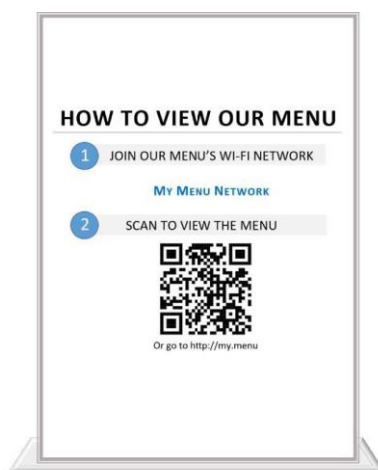 HOW TO VIEW OUR MENU
1 JOIN OUR MENU'S WI-FI NETWORK
MY MENU NETWORK
2 SCAN TO VIEW THE MENU
Or go to http://my.menu